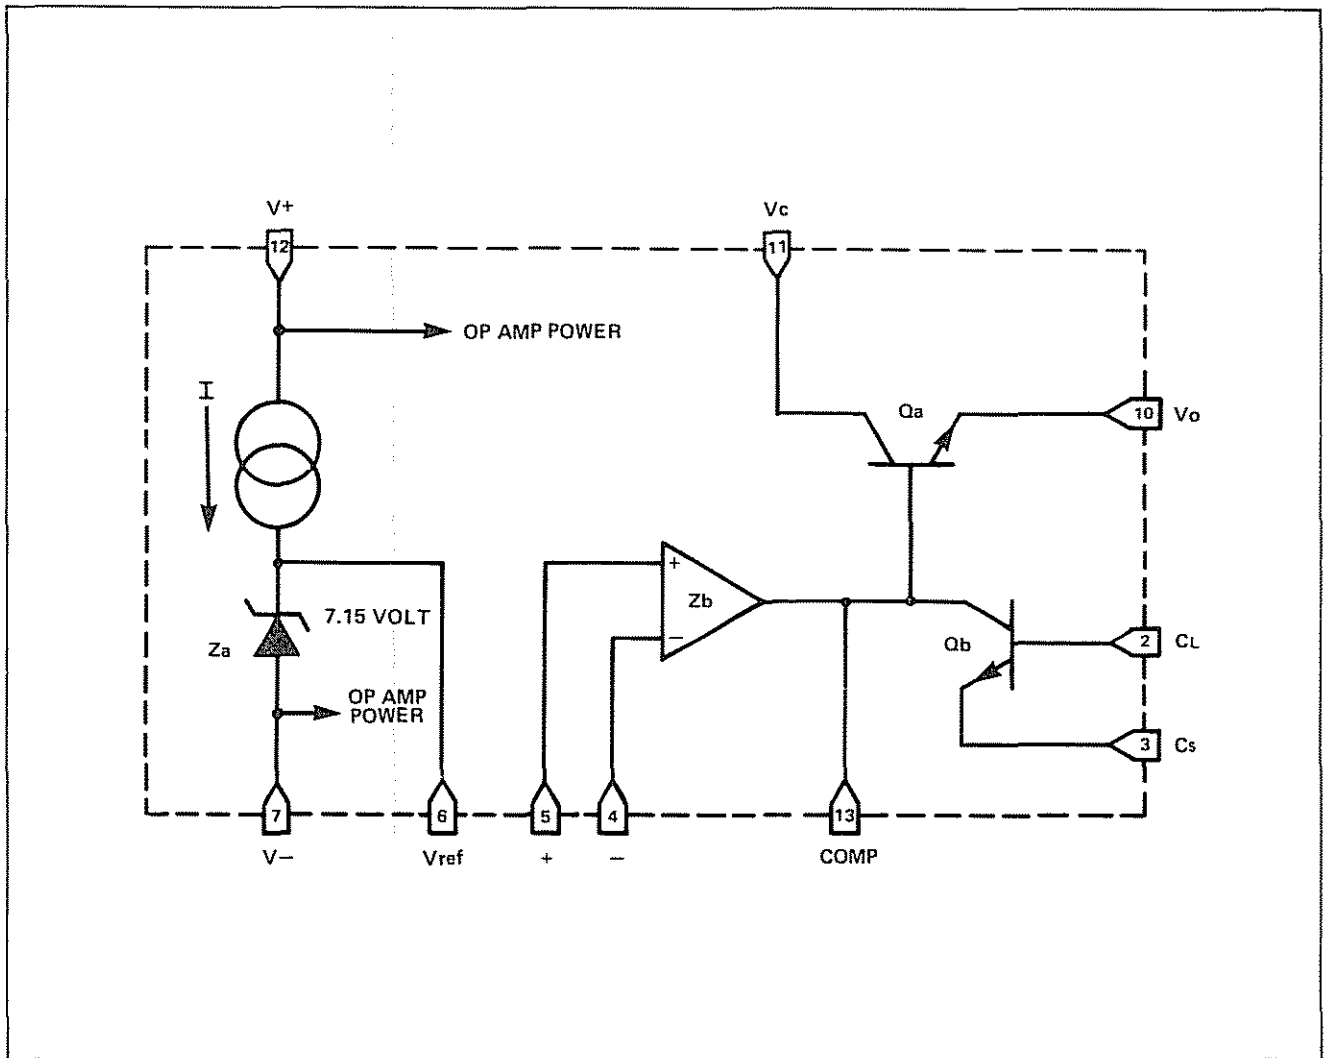 V+
Vc
12
11
OP AMP POWER
I
Qa
10
Vo
+
Zb
−
7.15 VOLT
Za
Qb
2
CL
OP AMP
POWER
3
Cs
7
6
5
4
13
V−
Vref
+
−
COMP